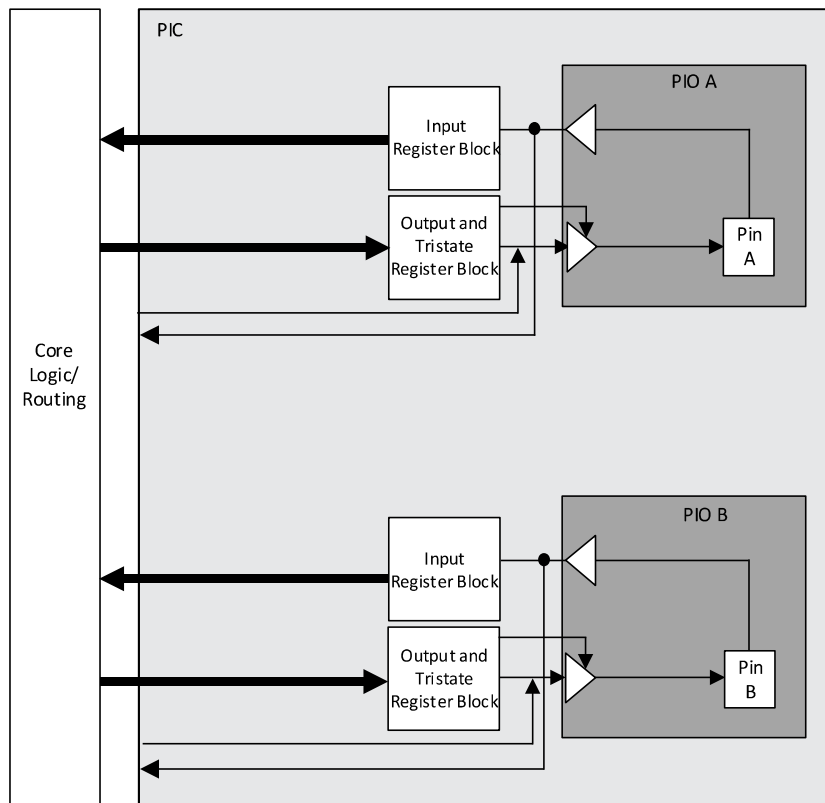 PIC
PIO A
Input
Register Block
Output and
Tristate
Register Block
Pin
A
Core
Logic/
Routing
PIO B
Input
Register Block
Output and
Tristate
Register Block
Pin
B